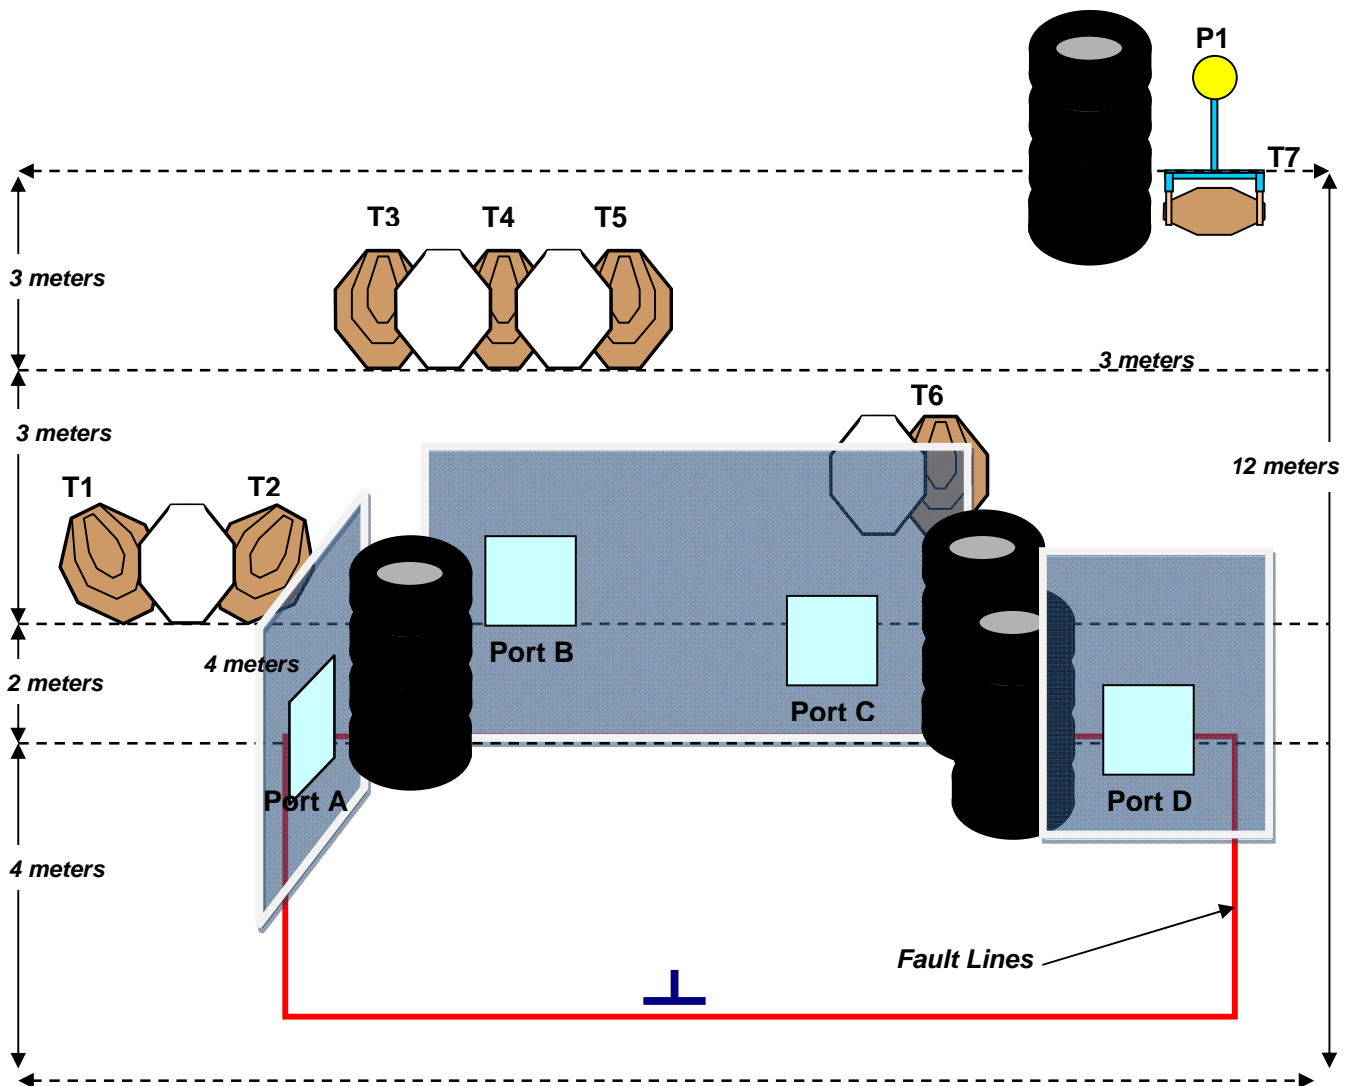 P1
T7
T3 T4 T5
3 meters
3 meters
T6
3 meters
12 meters
T1 T2
Port B
4 meters
2 meters
Port C
Port A
Port D
4 meters
Fault Lines